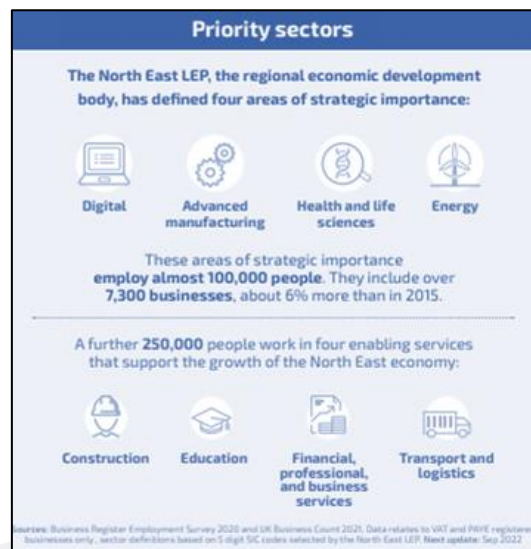 Priority sectors
The North East LEP, the regional economic development
body, has defined four areas of strategic importance:
Digital
Advanced
manufacturing
Health and life
sciences
Energy
These areas of strategic importance
employ almost 100,000 people. They include over
7,300 businesses, about 6% more than in 2015.
A further 250,000 people work in four enabling services
that support the growth of the North East economy:
Construction
Education
Financial,
professional,
and business
services
Transport and
logistics
Sources: Business Register Employment Survey 2020 and UK Business Count 2021. Data relates to VAT and PAYE registere
businesses only, sector definitions based on 5 digit SIC codes selected by the North East LEP. Next update: Sep 2022